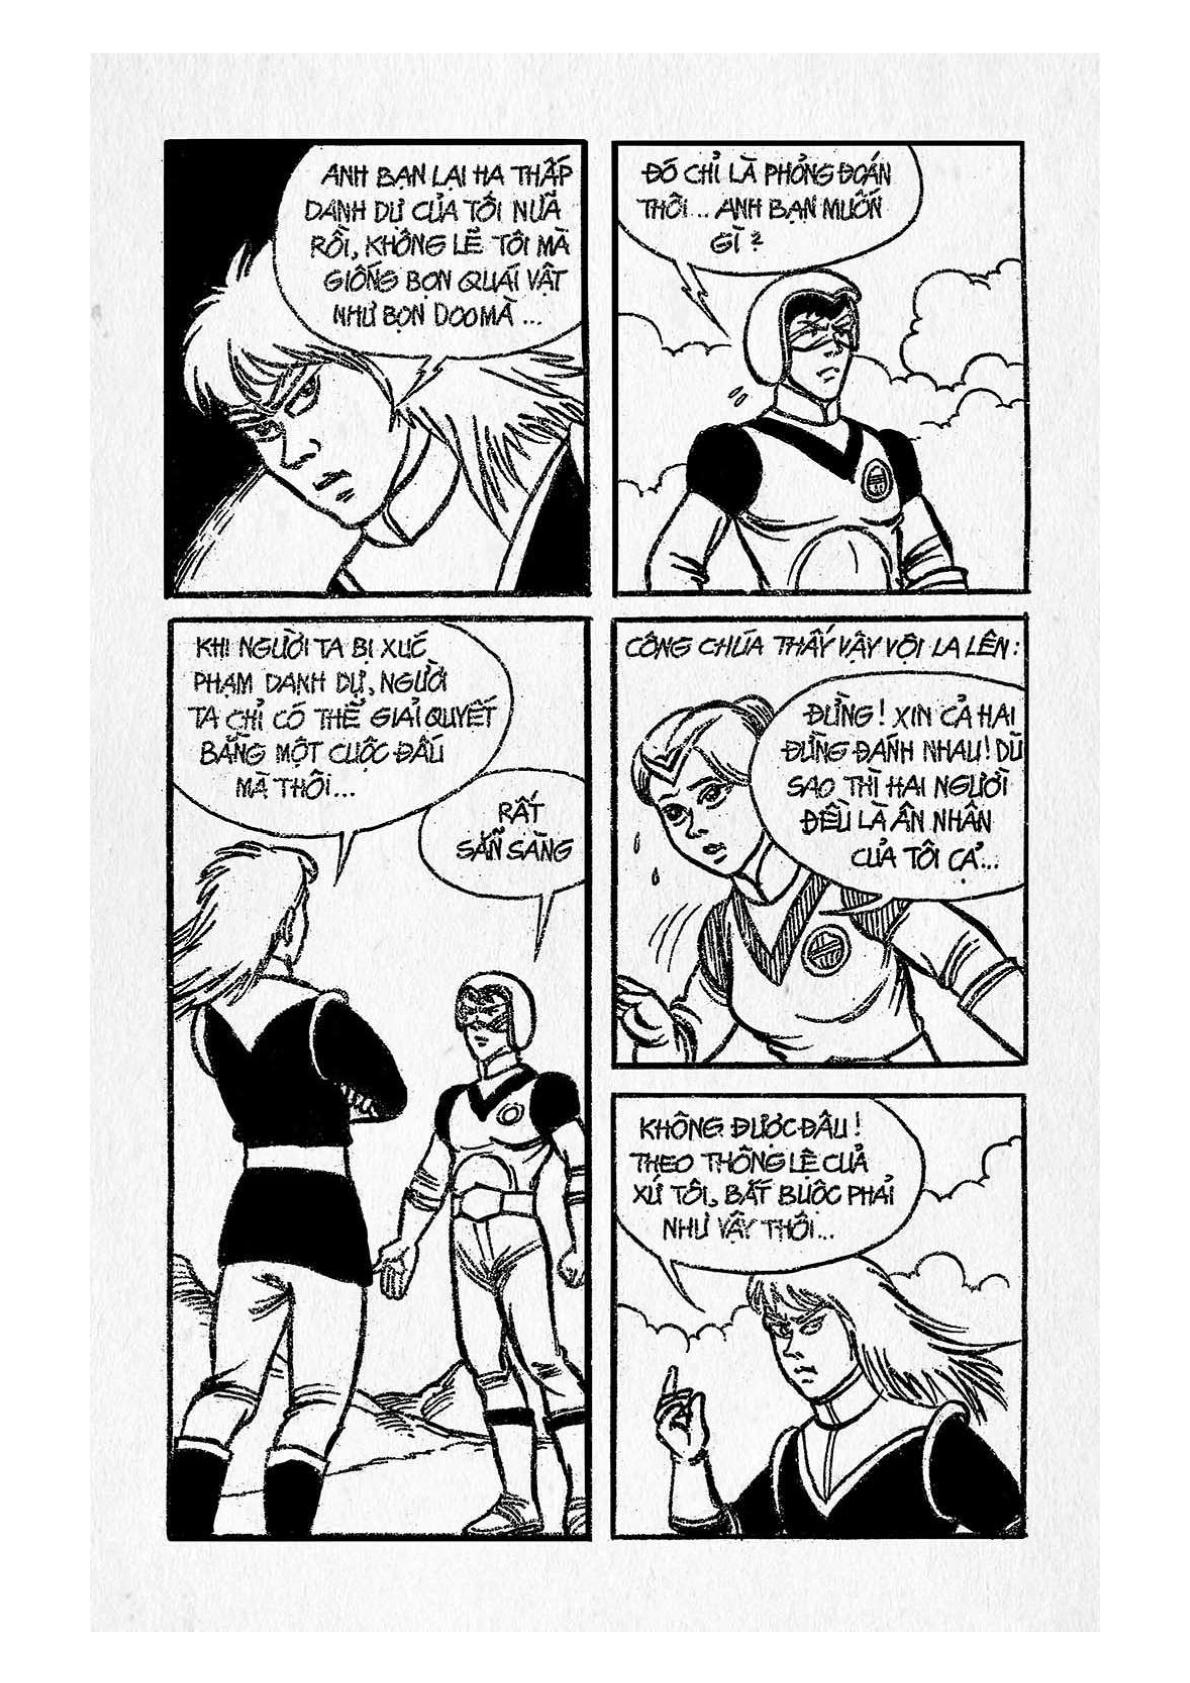 ANH BẠN LẠI HẠ THẤP
DANH DỰ CỦA TÔI NỮA
RỒI, KHÔNG LẼ TÔI MÀ
GIỐNG BỌN QUÁI VẬT
NHƯ BỌN DOOMÀ ...
ĐÓ CHỈ LÀ PHỎNG ĐOÁN
THÔI .. ANH BẠN MUỐN
GÌ ?
KHI NGƯỜI TA BỊ XÚC
PHẠM DANH DỰ, NGƯỜI
TA CHỈ CÓ THỂ GIẢI QUYẾT
BẰNG MỘT CUỘC ĐẤU
MÀ THÔI...
RẤT
SẴN SÀNG
CÔNG CHÚA THẤY VẬY VỘI LA LÊN :
ĐỪNG ! XIN CẢ HAI
ĐỪNG ĐÁNH NHAU ! DÙ
SAO THÌ HAI NGƯỜI
ĐỀU LÀ ÂN NHÂN
CỦA TÔI CẢ...
KHÔNG ĐƯỢC ĐÂU !
THEO THÔNG LỆ CUẢ
XỨ TÔI, BẮT BUỘC PHẢI
NHƯ VẬY THÔI...